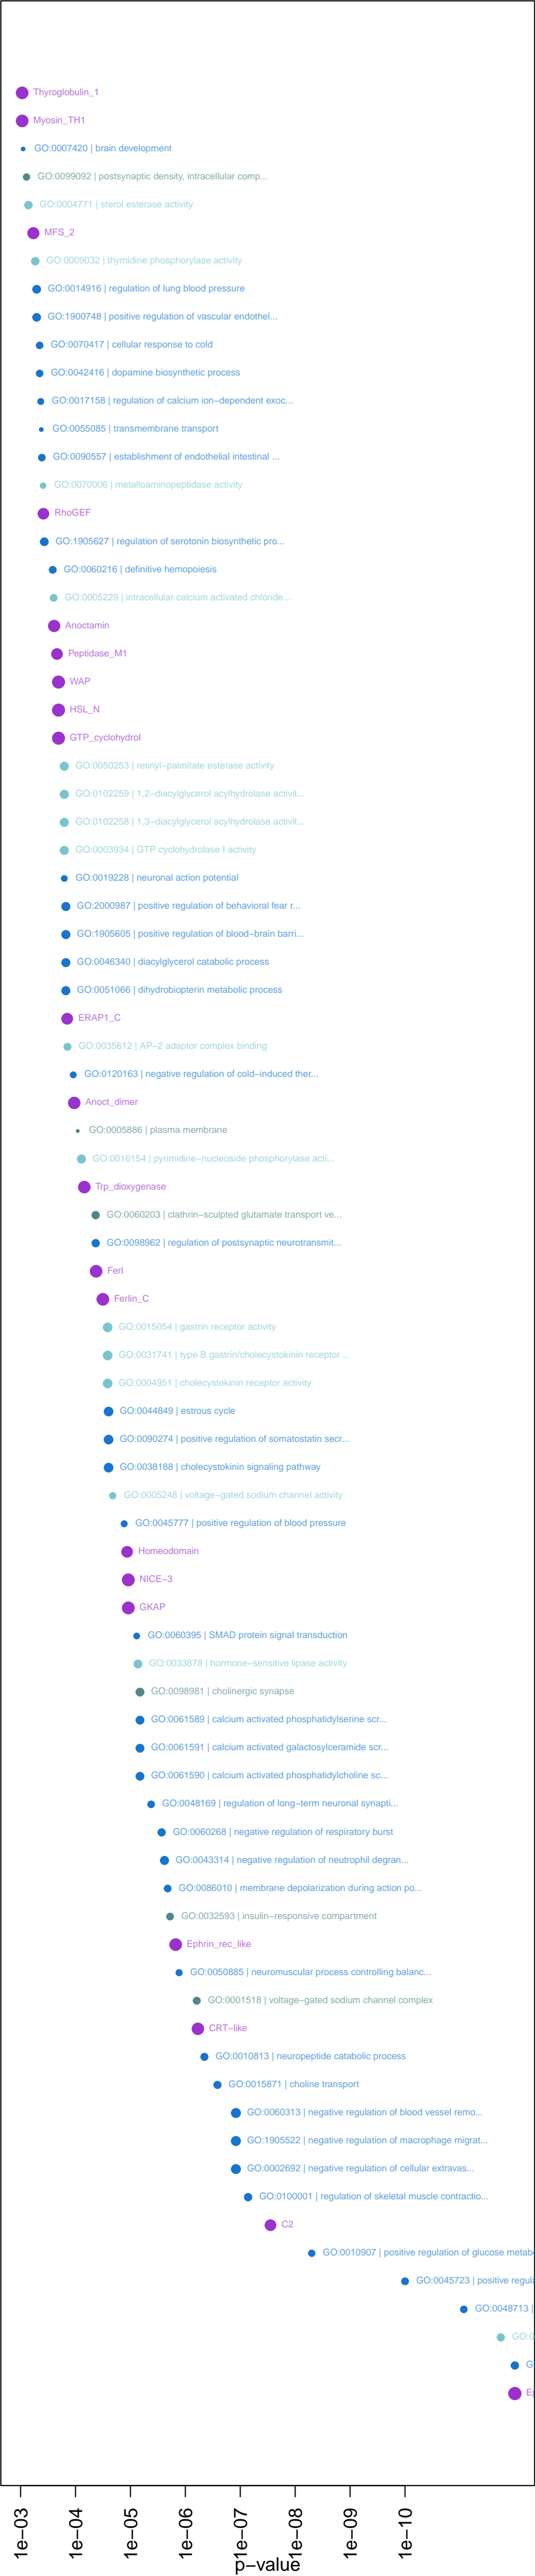 Thyroglobulin_1
Myosin_TH1
GO:0007420 | brain development
GO:0099092 | postsynaptic density, intracellular comp...
GO:0004771 | sterol esterase activity
MFS_2
GO:0009032 | thymidine phosphorylase activity
GO:0014916 | regulation of lung blood pressure
GO:1900748 | positive regulation of vascular endothel...
GO:0070417 | cellular response to cold
GO:0042416 | dopamine biosynthetic process
GO:0017158 | regulation of calcium ion−dependent exoc...
GO:0055085 | transmembrane transport
GO:0090557 | establishment of endothelial intestinal ...
GO:0070006 | metalloaminopeptidase activity
RhoGEF
GO:1905627 | regulation of serotonin biosynthetic pro...
GO:0060216 | definitive hemopoiesis
GO:0005229 | intracellular calcium activated chloride...
Anoctamin
Peptidase_M1
WAP
HSL_N
GTP_cyclohydroI
GO:0050253 | retinyl−palmitate esterase activity
GO:0102259 | 1,2−diacylglycerol acylhydrolase activit...
GO:0102258 | 1,3−diacylglycerol acylhydrolase activit...
GO:0003934 | GTP cyclohydrolase I activity
GO:0019228 | neuronal action potential
GO:2000987 | positive regulation of behavioral fear r...
GO:1905605 | positive regulation of blood−brain barri...
GO:0046340 | diacylglycerol catabolic process
GO:0051066 | dihydrobiopterin metabolic process
ERAP1_C
GO:0035612 | AP−2 adaptor complex binding
GO:0120163 | negative regulation of cold−induced ther...
Anoct_dimer
GO:0005886 | plasma membrane
GO:0016154 | pyrimidine−nucleoside phosphorylase acti...
Trp_dioxygenase
GO:0060203 | clathrin−sculpted glutamate transport ve...
GO:0098962 | regulation of postsynaptic neurotransmit...
FerI
Ferlin_C
GO:0015054 | gastrin receptor activity
GO:0031741 | type B gastrin/cholecystokinin receptor ...
GO:0004951 | cholecystokinin receptor activity
GO:0044849 | estrous cycle
GO:0090274 | positive regulation of somatostatin secr...
GO:0038188 | cholecystokinin signaling pathway
GO:0005248 | voltage−gated sodium channel activity
GO:0045777 | positive regulation of blood pressure
Homeodomain
NICE−3
GKAP
GO:0060395 | SMAD protein signal transduction
GO:0033878 | hormone−sensitive lipase activity
GO:0098981 | cholinergic synapse
GO:0061589 | calcium activated phosphatidylserine scr...
GO:0061591 | calcium activated galactosylceramide scr...
GO:0061590 | calcium activated phosphatidylcholine sc...
GO:0048169 | regulation of long−term neuronal synapti...
GO:0060268 | negative regulation of respiratory burst
GO:0043314 | negative regulation of neutrophil degran...
GO:0086010 | membrane depolarization during action po...
GO:0032593 | insulin−responsive compartment
Ephrin_rec_like
GO:0050885 | neuromuscular process controlling balanc...
GO:0001518 | voltage−gated sodium channel complex
CRT−like
GO:0010813 | neuropeptide catabolic process
GO:0015871 | choline transport
GO:0060313 | negative regulation of blood vessel remo...
GO:1905522 | negative regulation of macrophage migrat...
GO:0002692 | negative regulation of cellular extravas...
GO:0100001 | regulation of skeletal muscle contractio...
C2
GO:0010907 | positive regulation of glucose metab
GO:0045723 | positive regula
GO:0048713 |
GO:0
G
E
1e−03 1e−04 1e−05 1e−06 1e−07 1e−08 1e−09 1e−10
p−value